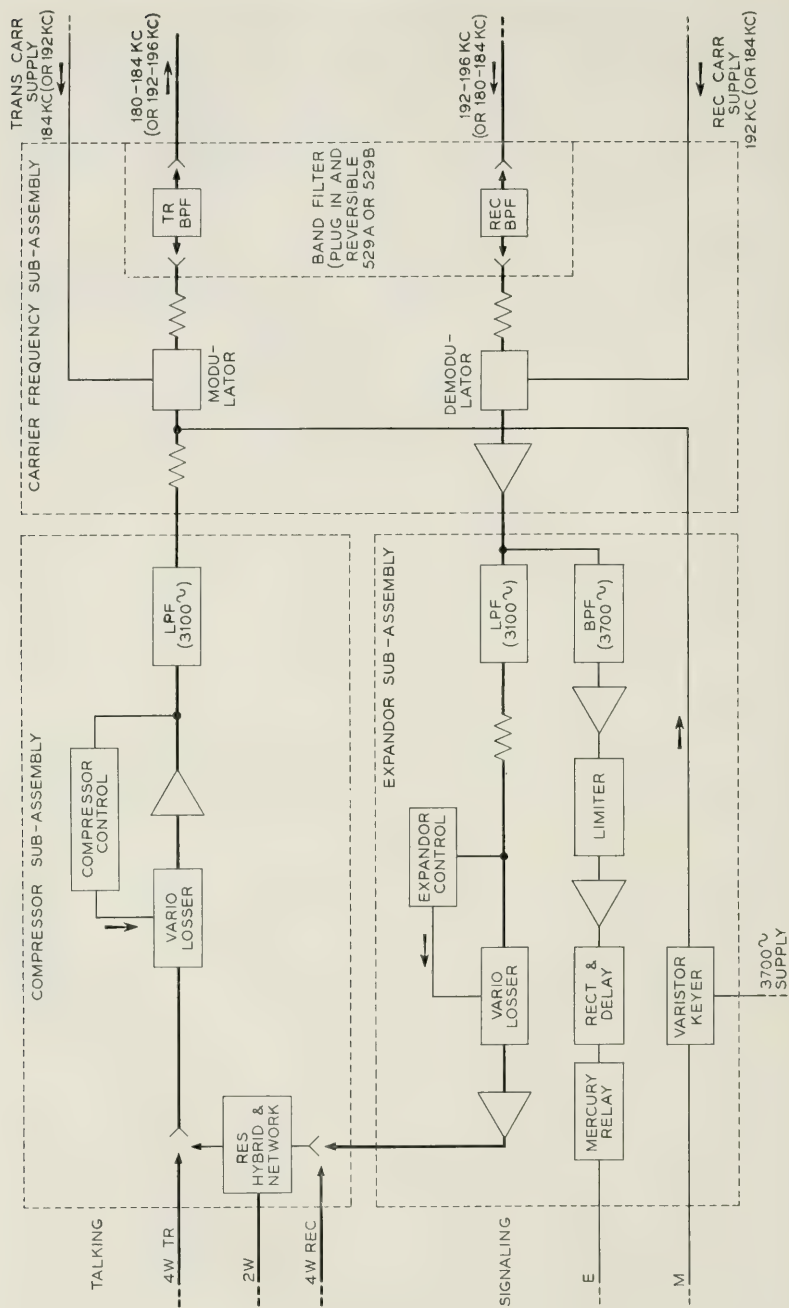 TALKING
4W TR
2W
4W REC
SIGNALING
E
M
COMPRESSOR SUB-ASSEMBLY
COMPRESSOR
CONTROL
VARIO
LOSSER
LPF
(3100~)
RES
HYBRID &
NETWORK
EXPANDOR SUB-ASSEMBLY
EXPANDOR
CONTROL
VARIO
LOSSER
LPF
(3100~)
BPF
(3700~)
LIMITER
RECT &
DELAY
MERCURY
RELAY
VARISTOR
KEYER
3700~
SUPPLY
CARRIER FREQUENCY SUB-ASSEMBLY
MODU-
LATOR
DEMODU-
LATOR
TR
BPF
BAND FILTER
(PLUG IN AND
REVERSIBLE
529A OR 529B
REC
BPF
TRANS CARR
SUPPLY
184 KC (OR 192KC)
180-184 KC
(OR 192-196 KC)
192-196 KC
(OR 180-184 KC)
REC CARR
SUPPLY
192 KC (OR 184 KC)